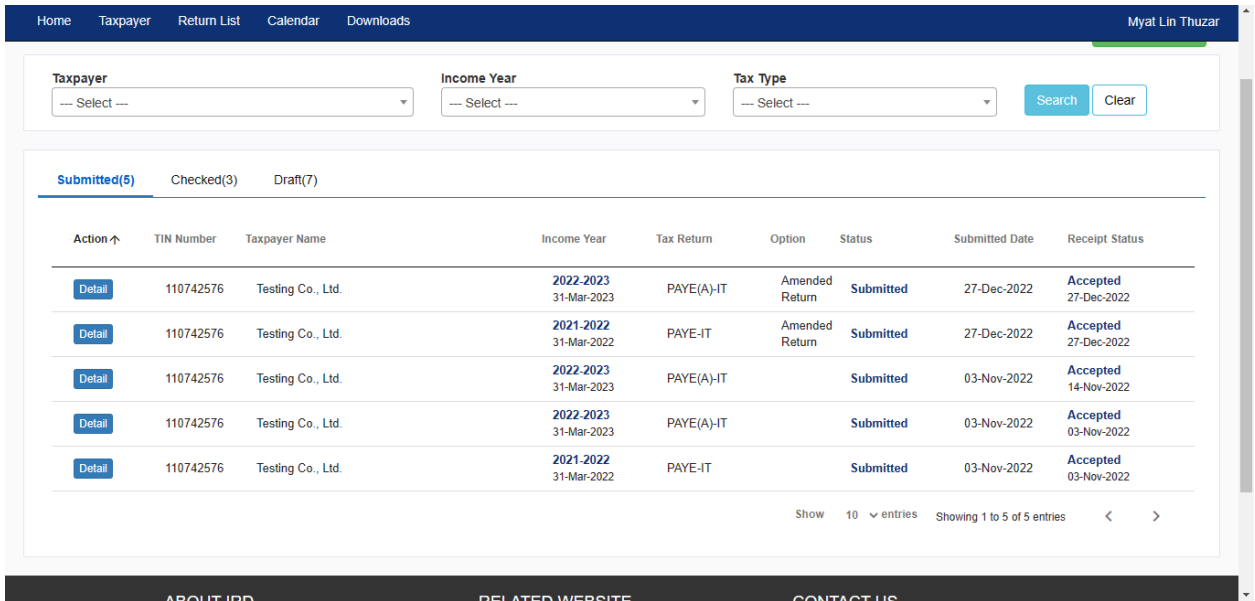 Home Taxpayer Return List Calendar Downloads Myat Lin Thuzar
Taxpayer Income Year Tax Type
--- Select --- --- Select --- --- Select --- Search Clear
Submitted(5) Checked(3) Draft(7)
Action TIN Number Taxpayer Name Income Year Tax Return Option Status Submitted Date Receipt Status
Detail 110742576 Testing Co., Ltd. 2022-2023 31-Mar-2023 PAYE(A)-IT Amended Return Submitted 27-Dec-2022 Accepted 27-Dec-2022
Detail 110742576 Testing Co., Ltd. 2021-2022 31-Mar-2022 PAYE-IT Amended Return Submitted 27-Dec-2022 Accepted 27-Dec-2022
Detail 110742576 Testing Co., Ltd. 2022-2023 31-Mar-2023 PAYE(A)-IT Submitted 03-Nov-2022 Accepted 14-Nov-2022
Detail 110742576 Testing Co., Ltd. 2022-2023 31-Mar-2023 PAYE(A)-IT Submitted 03-Nov-2022 Accepted 03-Nov-2022
Detail 110742576 Testing Co., Ltd. 2021-2022 31-Mar-2022 PAYE-IT Submitted 03-Nov-2022 Accepted 03-Nov-2022
Show 10 entries Showing 1 to 5 of 5 entries
ABOUT IRD RELATED WEBSITE CONTACT US